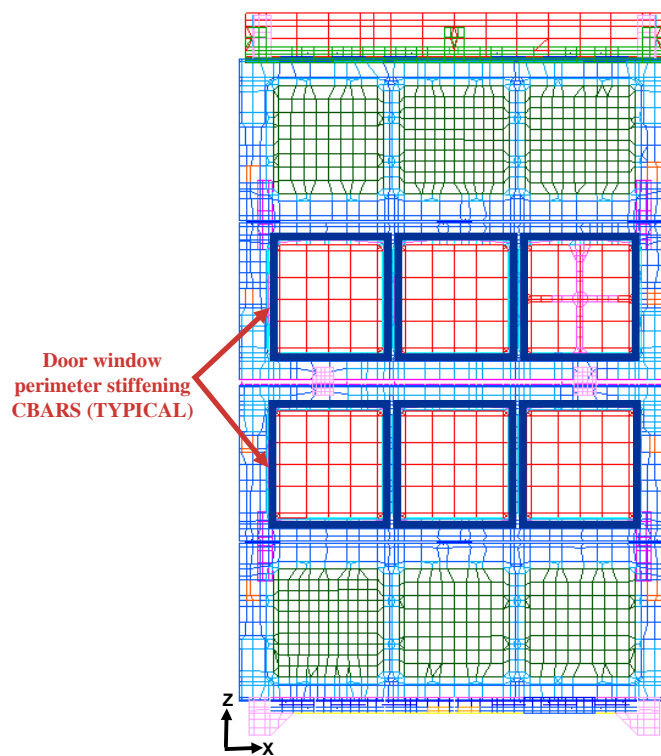 Door window
perimeter stiffening
CBARS (TYPICAL)
Z
X